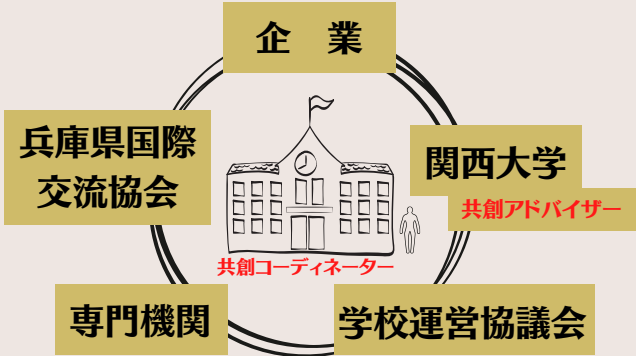 企　業
兵庫県国際
交流協会
関西大学
共創アドバイザー
共創コーディネーター
専門機関
学校運営協議会